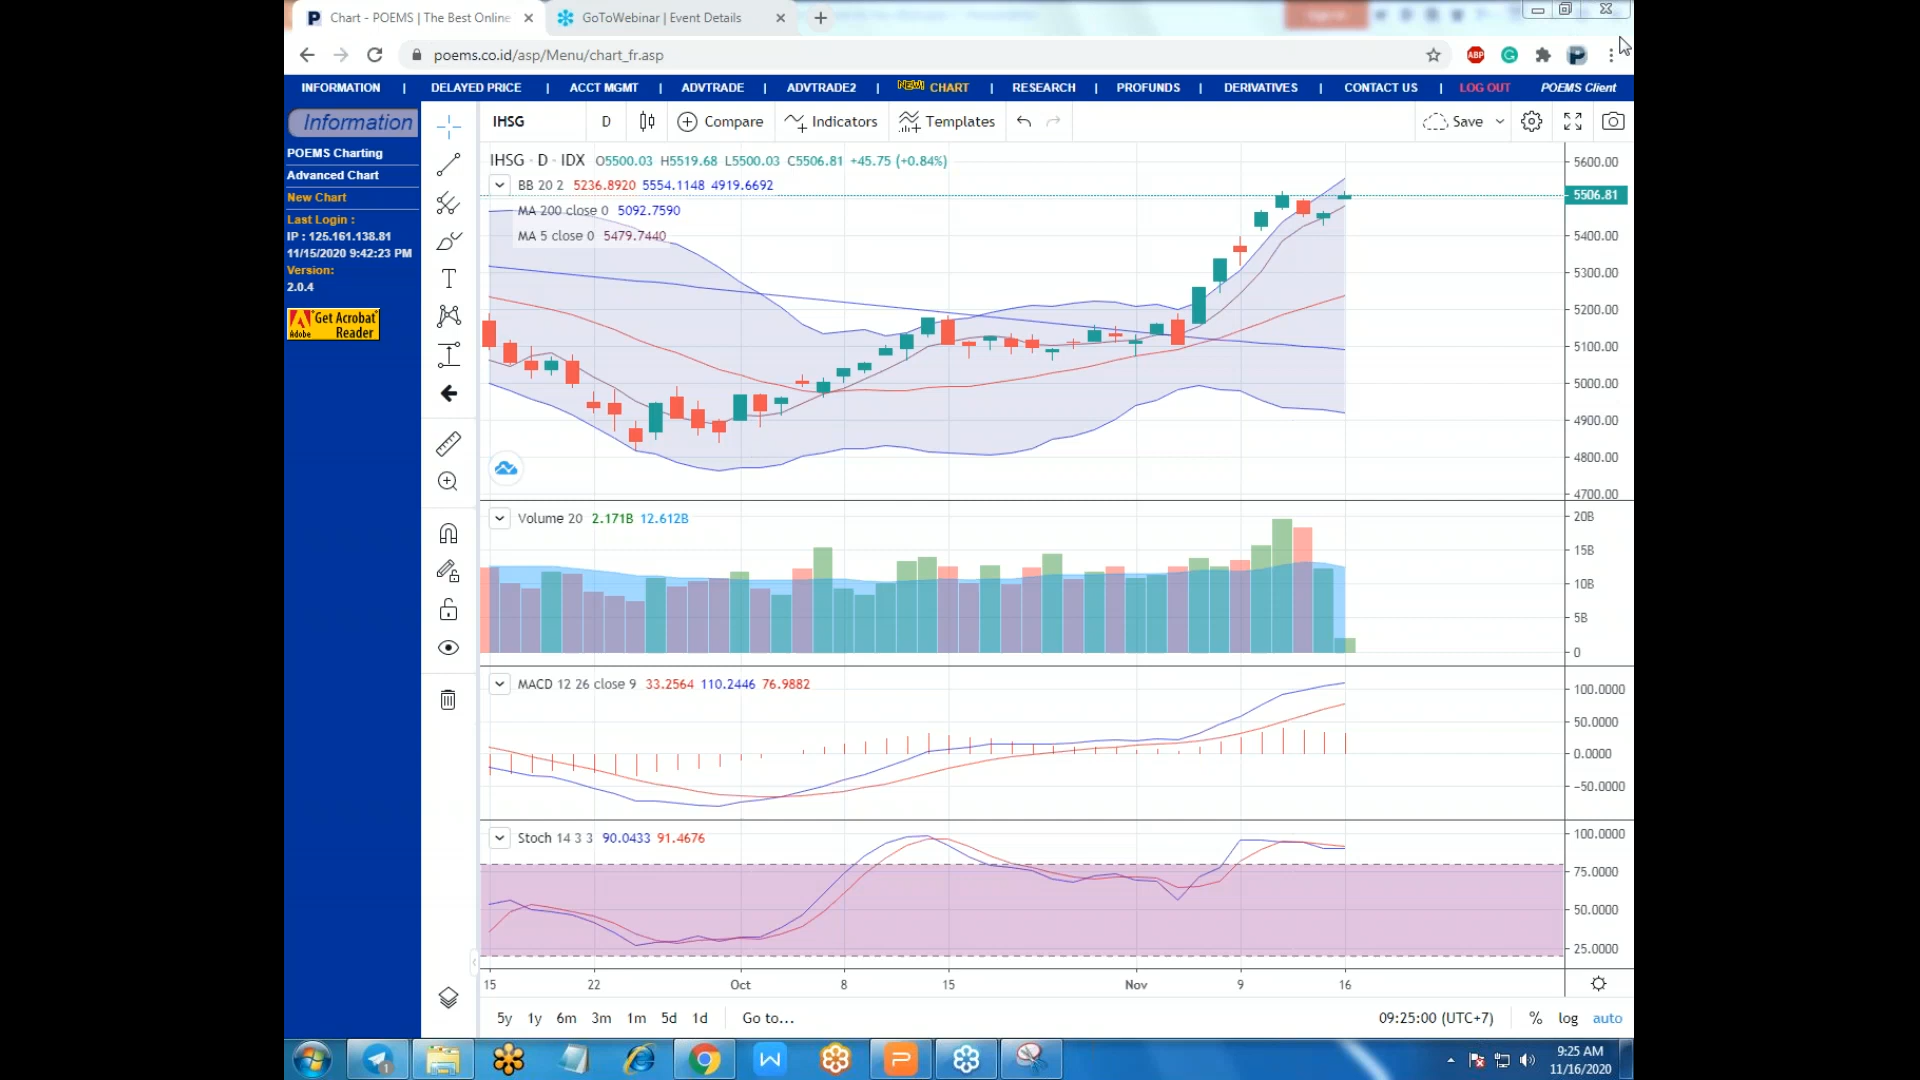 Chart - POEMS | The Best Online
GoToWebinar | Event Details
poems.co.id/asp/Menu/chart_fr.asp
ABP
INFORMATION | DELAYED PRICE | ACCT MGMT | ADVTRADE | ADVTRADE2 | NEW! CHART | RESEARCH | PROFUNDS | DERIVATIVES | CONTACT US | LOG OUT POEMS Client
Information
POEMS Charting
Advanced Chart
New Chart
Last Login :
IP : 125.161.138.81
11/15/2020 9:42:23 PM
Version:
2.0.4
Get Acrobat
Reader
Adobe
IHSG D Compare Indicators Templates Save
IHSG · D · IDX O5500.03 H5519.68 L5500.03 C5506.81 +45.75 (+0.84%)
BB 20 2 5236.8920 5554.1148 4919.6692
MA 200 close 0 5092.7590
MA 5 close 0 5479.7440
5600.00
5506.81
5400.00
5300.00
5200.00
5100.00
5000.00
4900.00
4800.00
4700.00
Volume 20 2.171B 12.612B
20B
15B
10B
5B
0
MACD 12 26 close 9 33.2564 110.2446 76.9882
100.0000
50.0000
0.0000
−50.0000
Stoch 14 3 3 90.0433 91.4676
100.0000
75.0000
50.0000
25.0000
15 22 Oct 8 15 Nov 9 16
5y 1y 6m 3m 1m 5d 1d Go to... 09:25:00 (UTC+7) % log auto
9:25 AM
11/16/2020